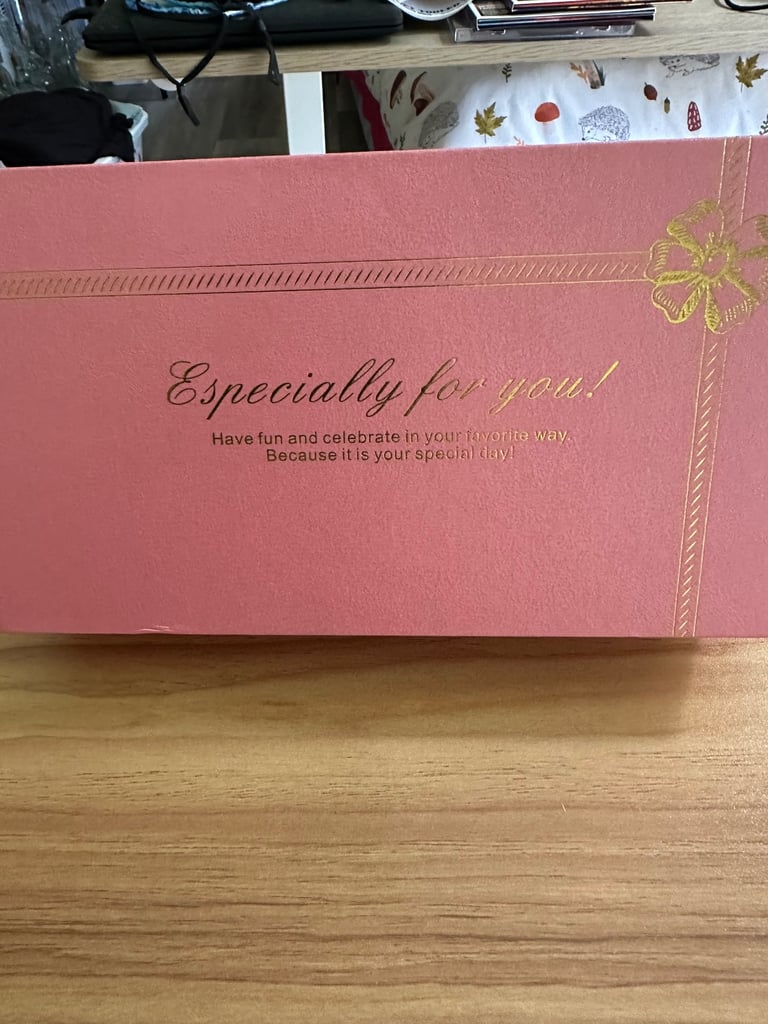 Especially for you!
Have fun and celebrate in your favorite way.
Because it is your special day!